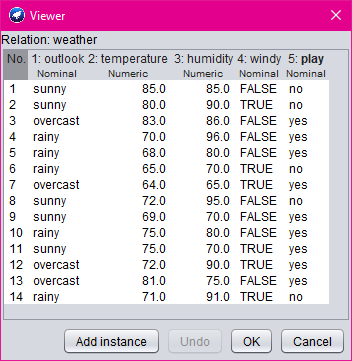 Viewer
Relation: weather
No. 1: outlook 2: temperature 3: humidity 4: windy 5: play
Nominal Numeric Numeric Nominal Nominal
1 sunny 85.0 85.0 FALSE no
2 sunny 80.0 90.0 TRUE no
3 overcast 83.0 86.0 FALSE yes
4 rainy 70.0 96.0 FALSE yes
5 rainy 68.0 80.0 FALSE yes
6 rainy 65.0 70.0 TRUE no
7 overcast 64.0 65.0 TRUE yes
8 sunny 72.0 95.0 FALSE no
9 sunny 69.0 70.0 FALSE yes
10 rainy 75.0 80.0 FALSE yes
11 sunny 75.0 70.0 TRUE yes
12 overcast 72.0 90.0 TRUE yes
13 overcast 81.0 75.0 FALSE yes
14 rainy 71.0 91.0 TRUE no
Add instance Undo OK Cancel